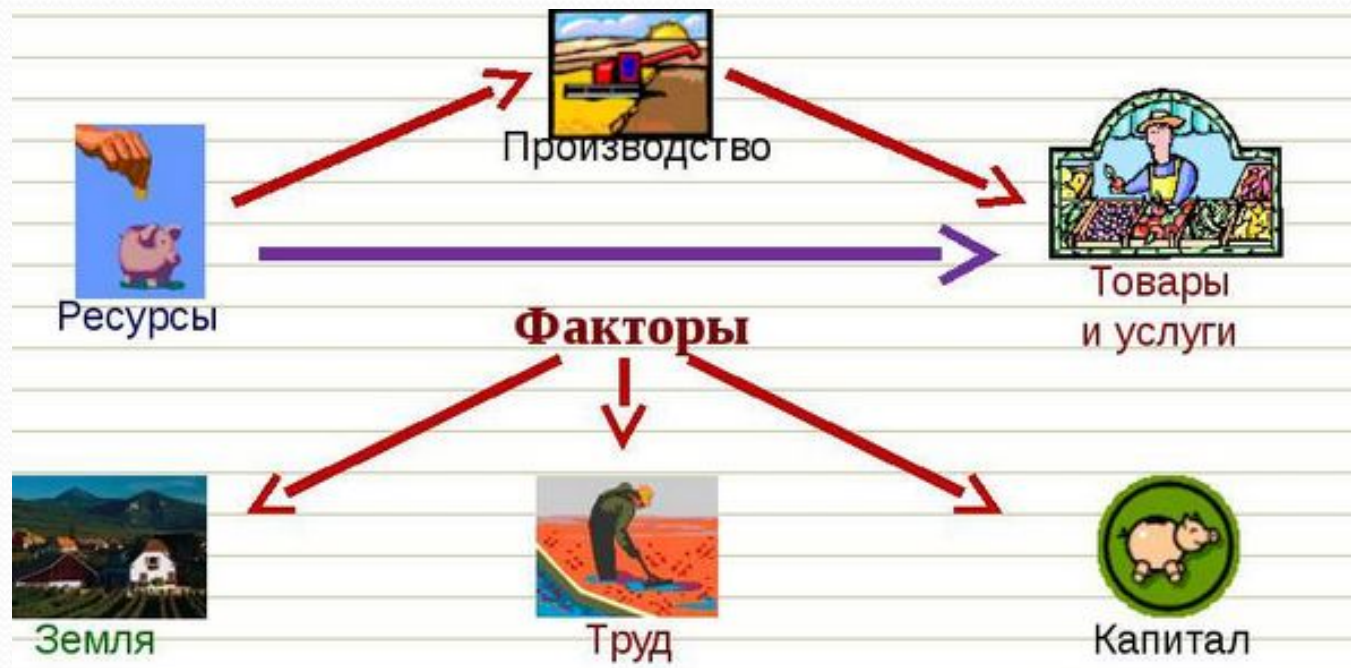 Производство
Ресурсы
Товары
и услуги
Факторы
Земля
Труд
Капитал